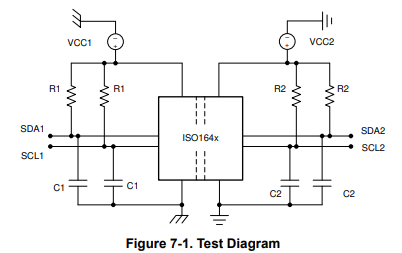 VCC1
VCC2
R1
R1
R2
R2
SDA1
SCL1
ISO164x
SDA2
SCL2
C1
C1
C2
C2
Figure 7-1. Test Diagram